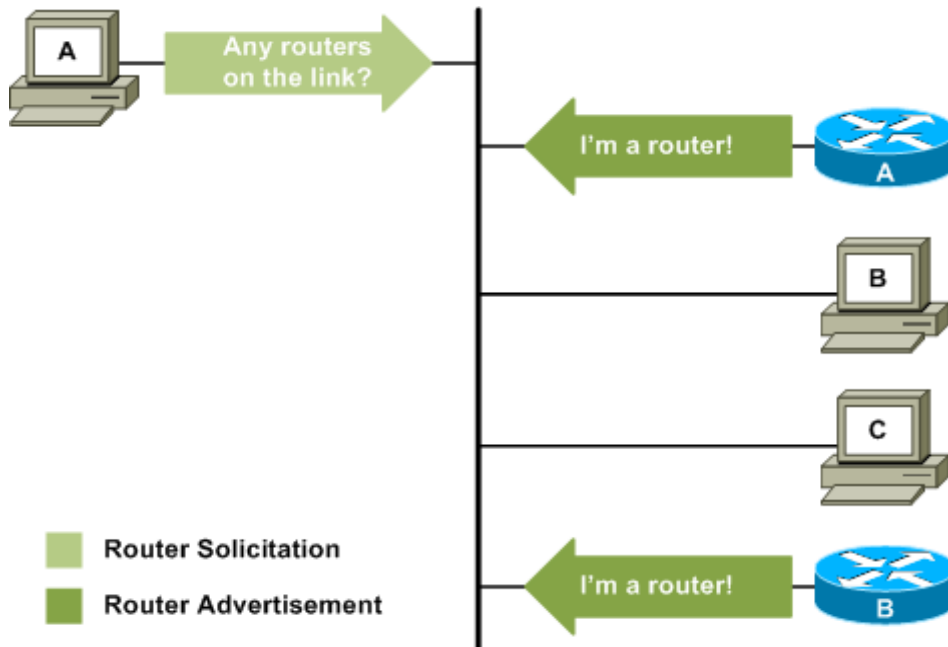 A
Any routers
on the link?
I'm a router!
A
B
C
Router Solicitation
Router Advertisement
I'm a router!
B